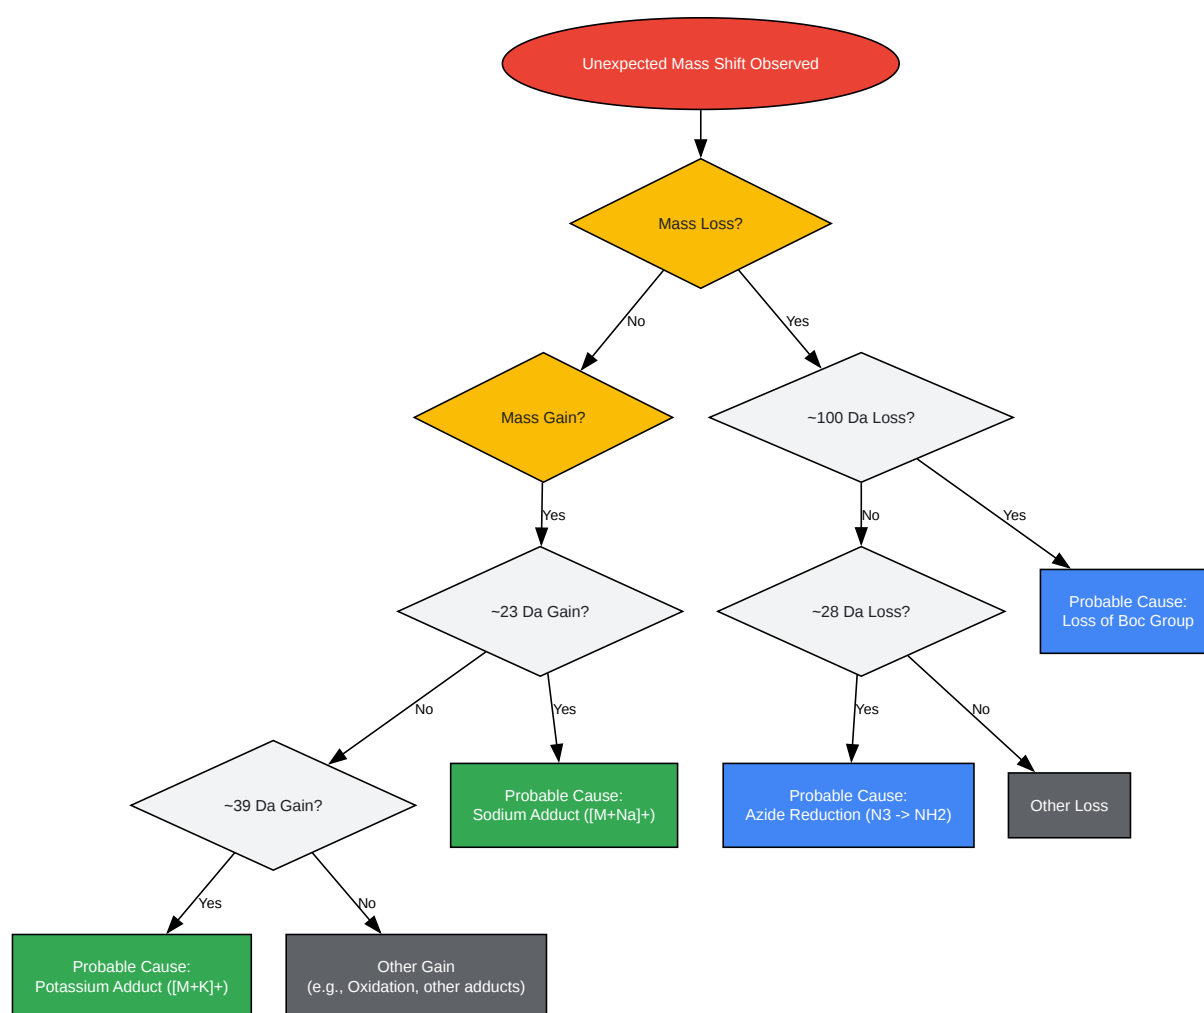 Unexpected Mass Shift Observed
Mass Loss?
No
Yes
Mass Gain?
~100 Da Loss?
Yes
No
Yes
~23 Da Gain?
~28 Da Loss?
Probable Cause:
Loss of Boc Group
No
Yes
Yes
No
~39 Da Gain?
Probable Cause:
Sodium Adduct ([M+Na]+)
Probable Cause:
Azide Reduction (N3 -> NH2)
Other Loss
Yes
No
Probable Cause:
Potassium Adduct ([M+K]+)
Other Gain
(e.g., Oxidation, other adducts)